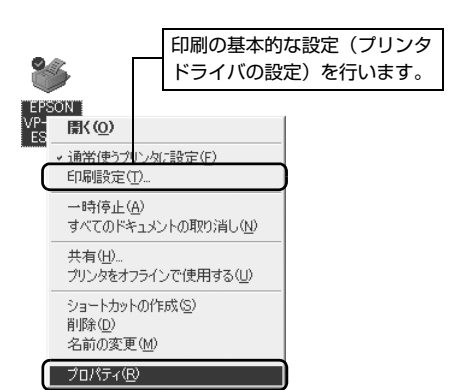 印刷の基本的な設定（プリンタ
ドライバの設定）を行います。
EPSON
VP-
ES
開く(O)
通常使うプリンタに設定(F)
印刷設定(T)...
一時停止(A)
すべてのドキュメントの取り消し(N)
共有(H)...
プリンタをオフラインで使用する(U)
ショートカットの作成(S)
削除(D)
名前の変更(M)
プロパティ(R)